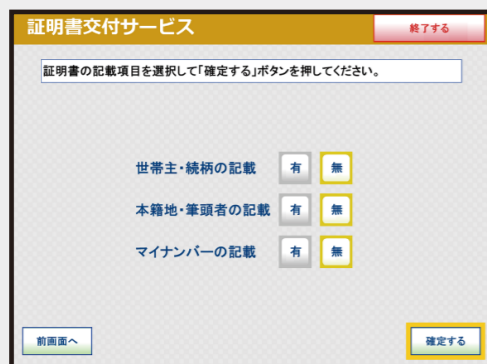 証明書交付サービス
終了する
証明書の記載項目を選択して「確定する」ボタンを押してください。
世帯主・続柄の記載 有 無
本籍地・筆頭者の記載 有 無
マイナンバーの記載 有 無
前画面へ
確定する